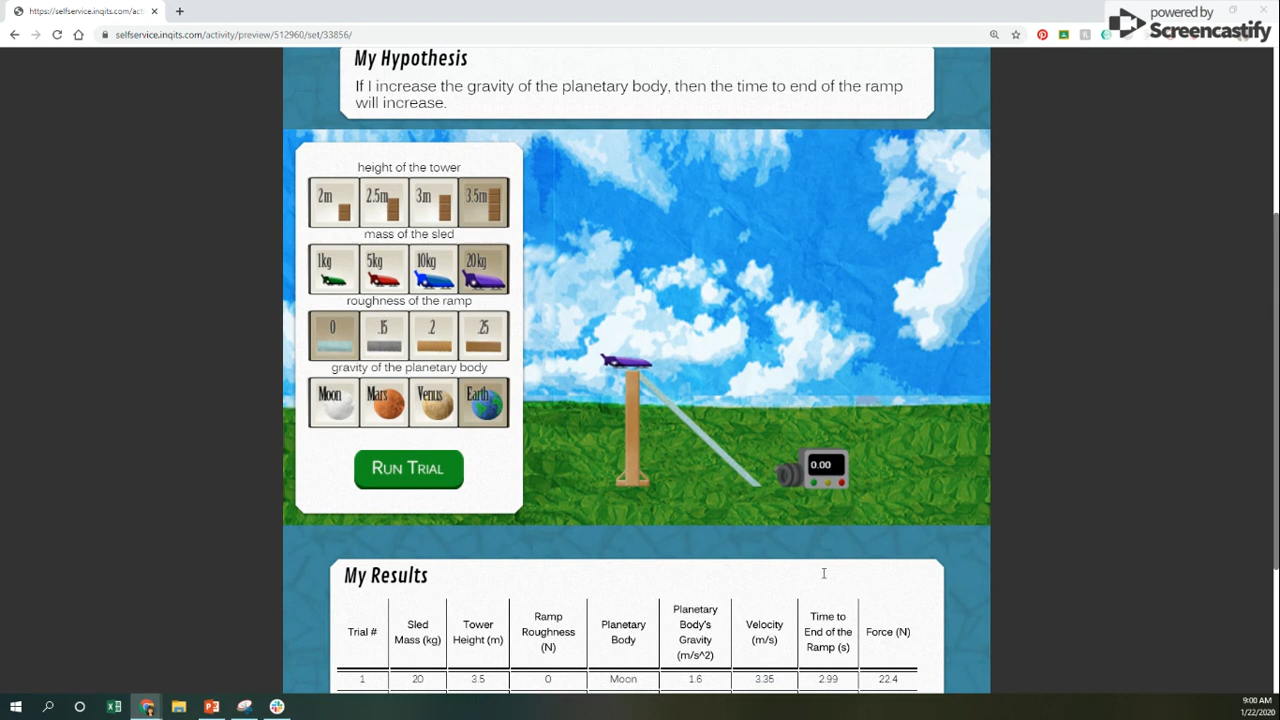 https://selfservice.inqits.com/acti
selfservice.inqits.com/activity/preview/512960/set/33856/
powered by
Screencastify
My Hypothesis
If I increase the gravity of the planetary body, then the time to end of the ramp
will increase.
height of the tower
2m 2.5m 3m 3.5m
mass of the sled
1kg 5kg 10kg 20kg
roughness of the ramp
0 .15 .2 .25
gravity of the planetary body
Moon Mars Venus Earth
RUN TRIAL
0.00
My Results
Trial #
Sled
Mass (kg)
Tower
Height (m)
Ramp
Roughness
(N)
Planetary
Body
Planetary
Body's
Gravity
(m/s^2)
Velocity
(m/s)
Time to
End of the
Ramp (s)
Force (N)
1 20 3.5 0 Moon 1.6 3.35 2.99 22.4
9:00 AM
1/22/2020